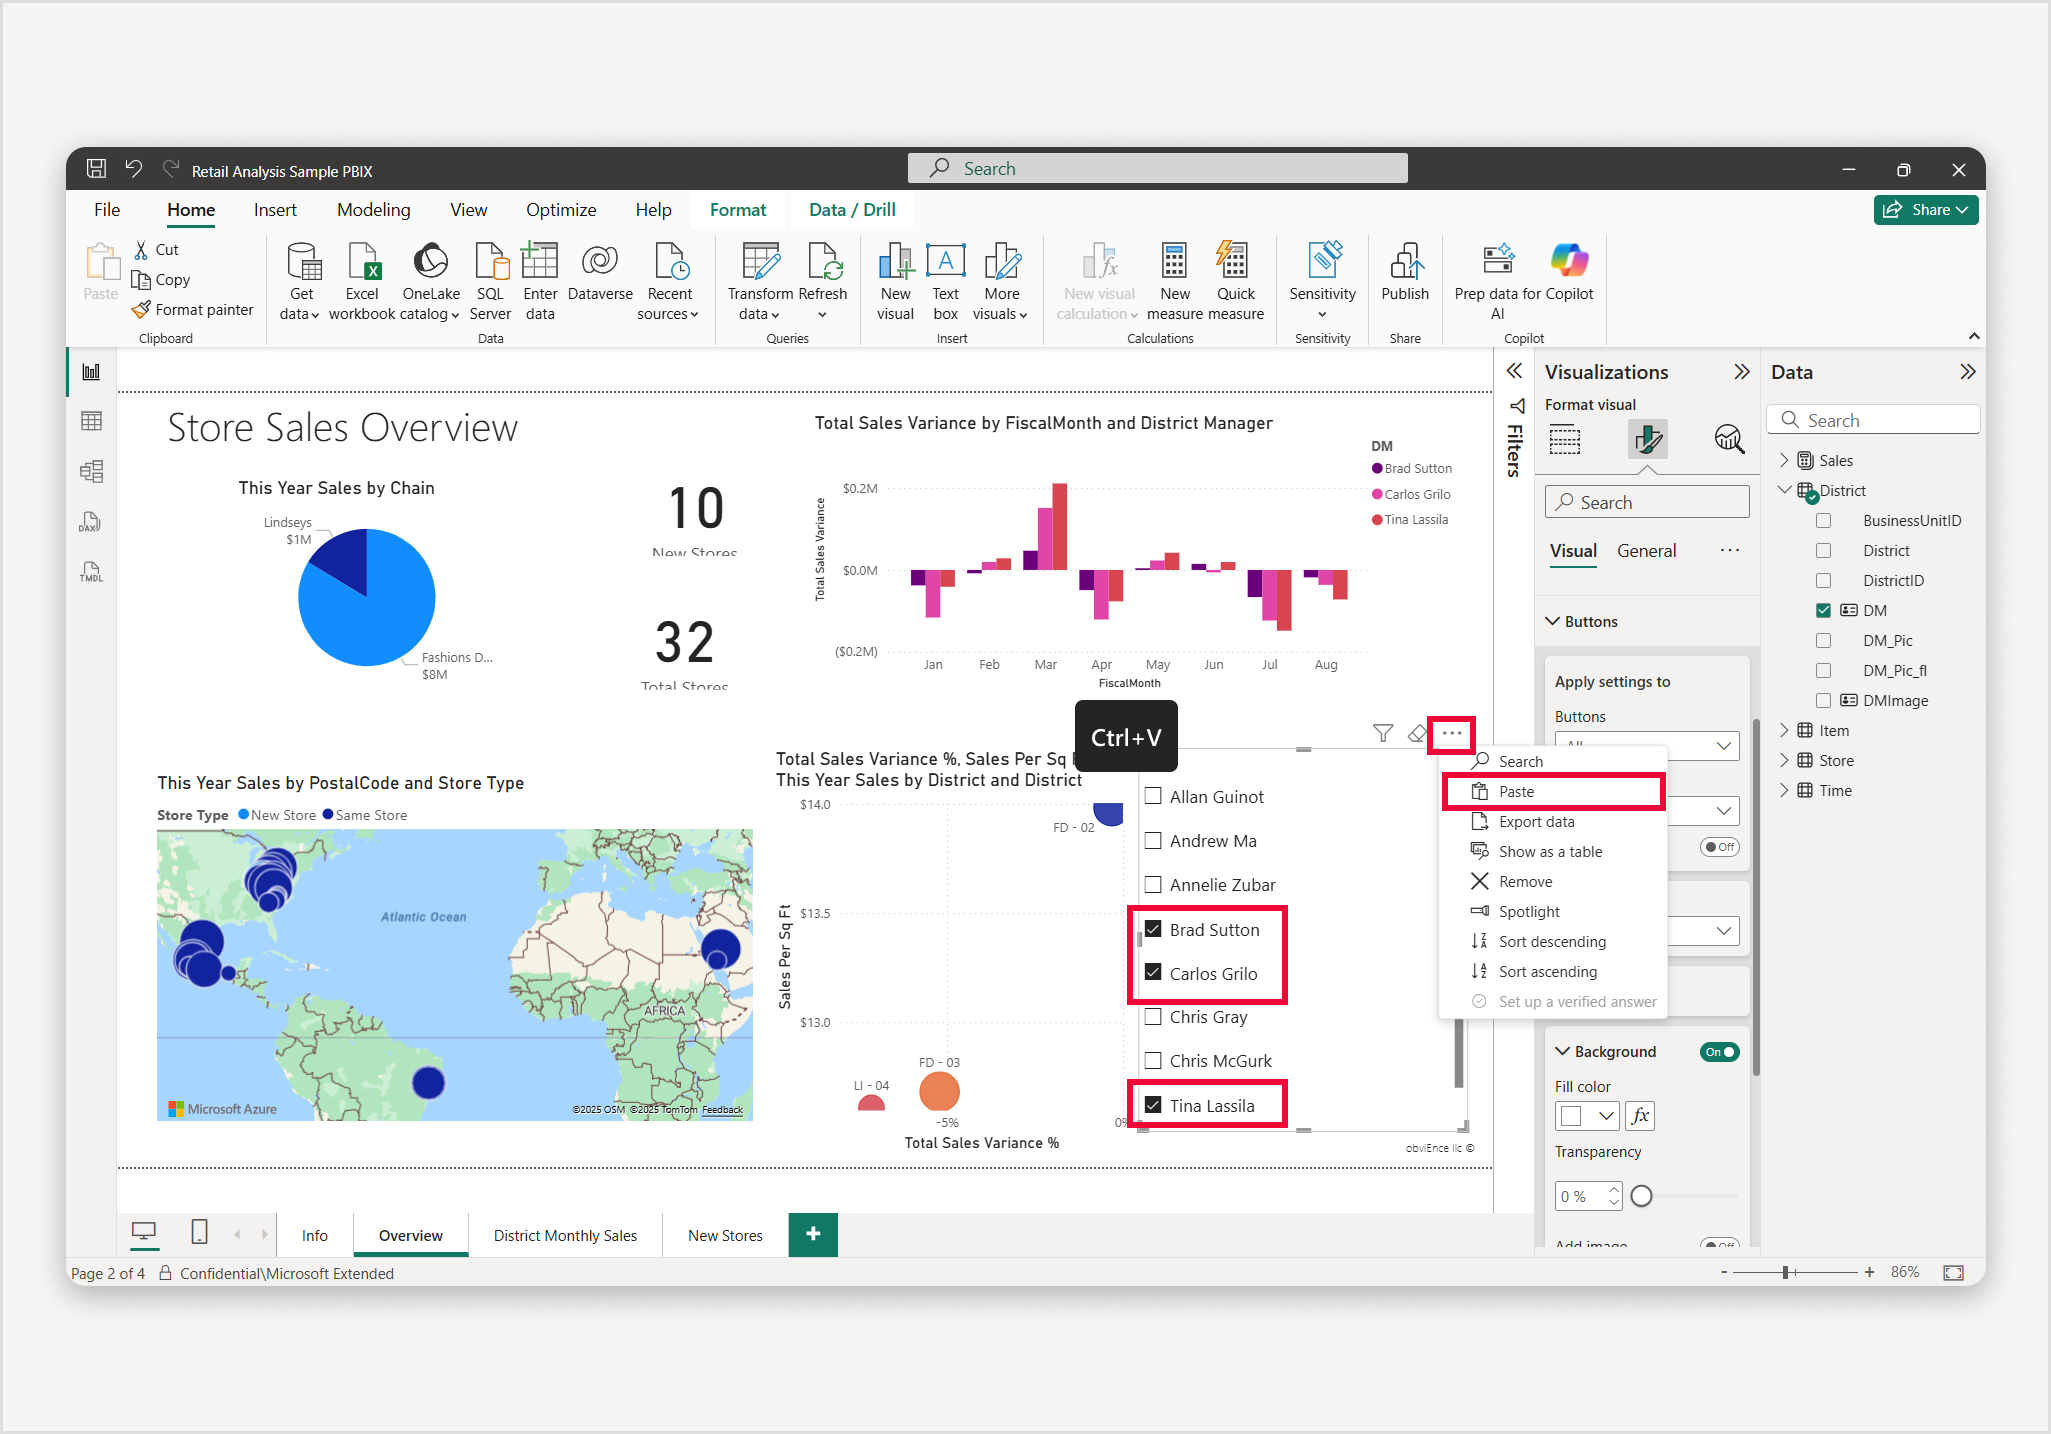 Retail Analysis Sample PBIX
Search
File Home Insert Modeling View Optimize Help Format Data / Drill
Share
Paste
Cut
Copy
Format painter
Clipboard
Get data
Excel workbook
OneLake catalog
SQL Server
Enter data
Dataverse
Recent sources
Data
Transform data
Refresh
Queries
New visual
Text box
More visuals
Insert
New visual calculation
New measure
Quick measure
Calculations
Sensitivity
Sensitivity
Publish
Share
Prep data for AI
Copilot
Copilot
DAX
TMDL
Store Sales Overview
This Year Sales by Chain
Lindseys
$1M
Fashions D...
$8M
10
New Stores
32
Total Stores
Total Sales Variance by FiscalMonth and District Manager
DM
Brad Sutton
Carlos Grilo
Tina Lassila
Total Sales Variance
$0.2M
$0.0M
($0.2M)
Jan Feb Mar Apr May Jun Jul Aug
FiscalMonth
Ctrl+V
This Year Sales by PostalCode and Store Type
Store Type New Store Same Store
Atlantic Ocean
AFRICA
Microsoft Azure
©2025 OSM ©2025 TomTom Feedback
Total Sales Variance %, Sales Per Sq
This Year Sales by District and District
Sales Per Sq Ft
$14.0
$13.5
$13.0
FD - 02
FD - 03
LI - 04
-5%
0%
Total Sales Variance %
Allan Guinot
Andrew Ma
Annelie Zubar
Brad Sutton
Carlos Grilo
Chris Gray
Chris McGurk
Tina Lassila
obviEnce llc ©
Search
Paste
Export data
Show as a table
Remove
Spotlight
Sort descending
Sort ascending
Set up a verified answer
Filters
Visualizations
Format visual
Search
Visual General ...
Buttons
Apply settings to
Buttons
All
Off
Background
On
Fill color
fx
Transparency
0 %
Add image
Off
Data
Search
Sales
District
BusinessUnitID
District
DistrictID
DM
DM_Pic
DM_Pic_fl
DMImage
Item
Store
Time
Info Overview District Monthly Sales New Stores +
Page 2 of 4 Confidential\Microsoft Extended
- + 86%